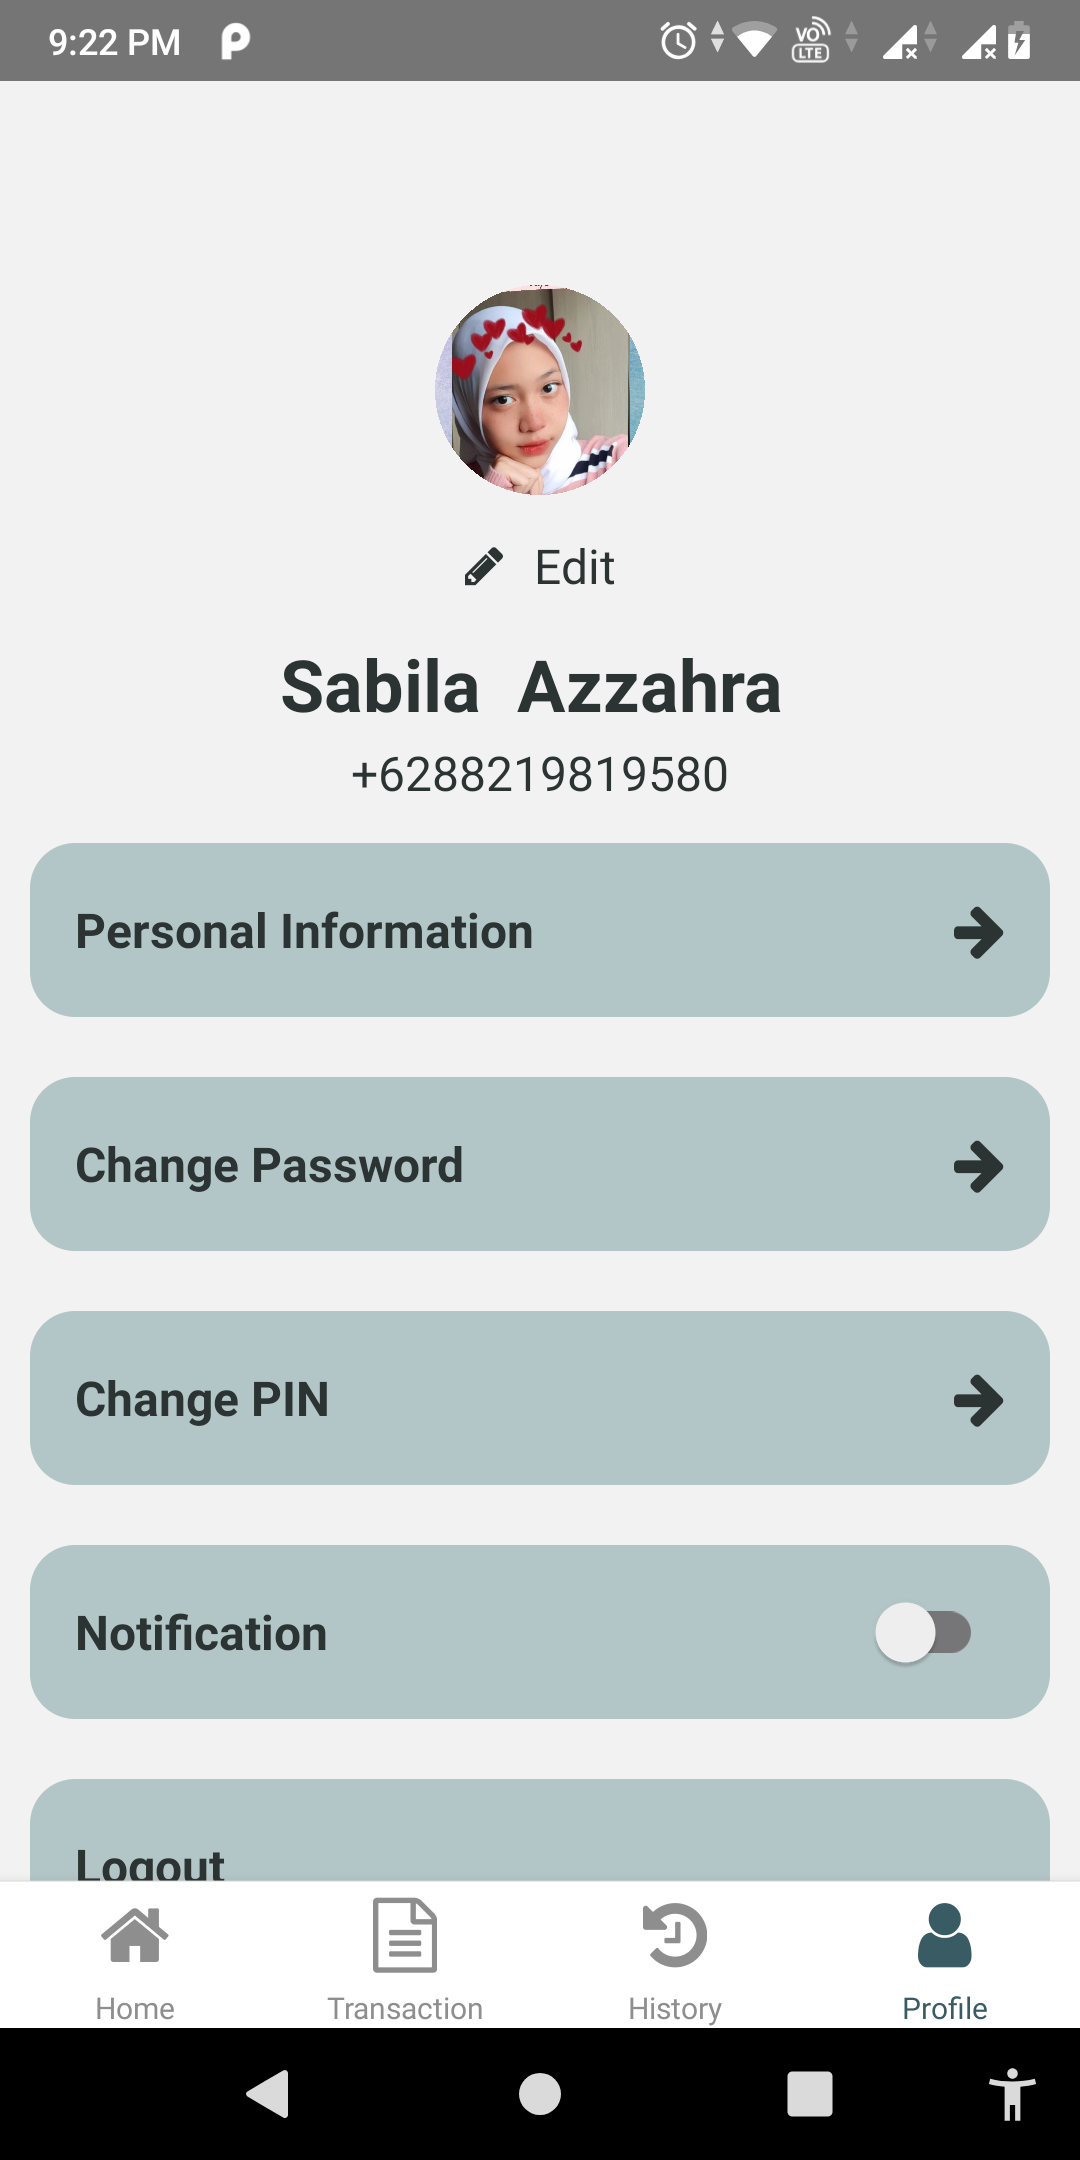 9:22 PM
VO LTE
Edit
Sabila Azzahra
+6288219819580
Personal Information
Change Password
Change PIN
Notification
Logout
Home Transaction History Profile